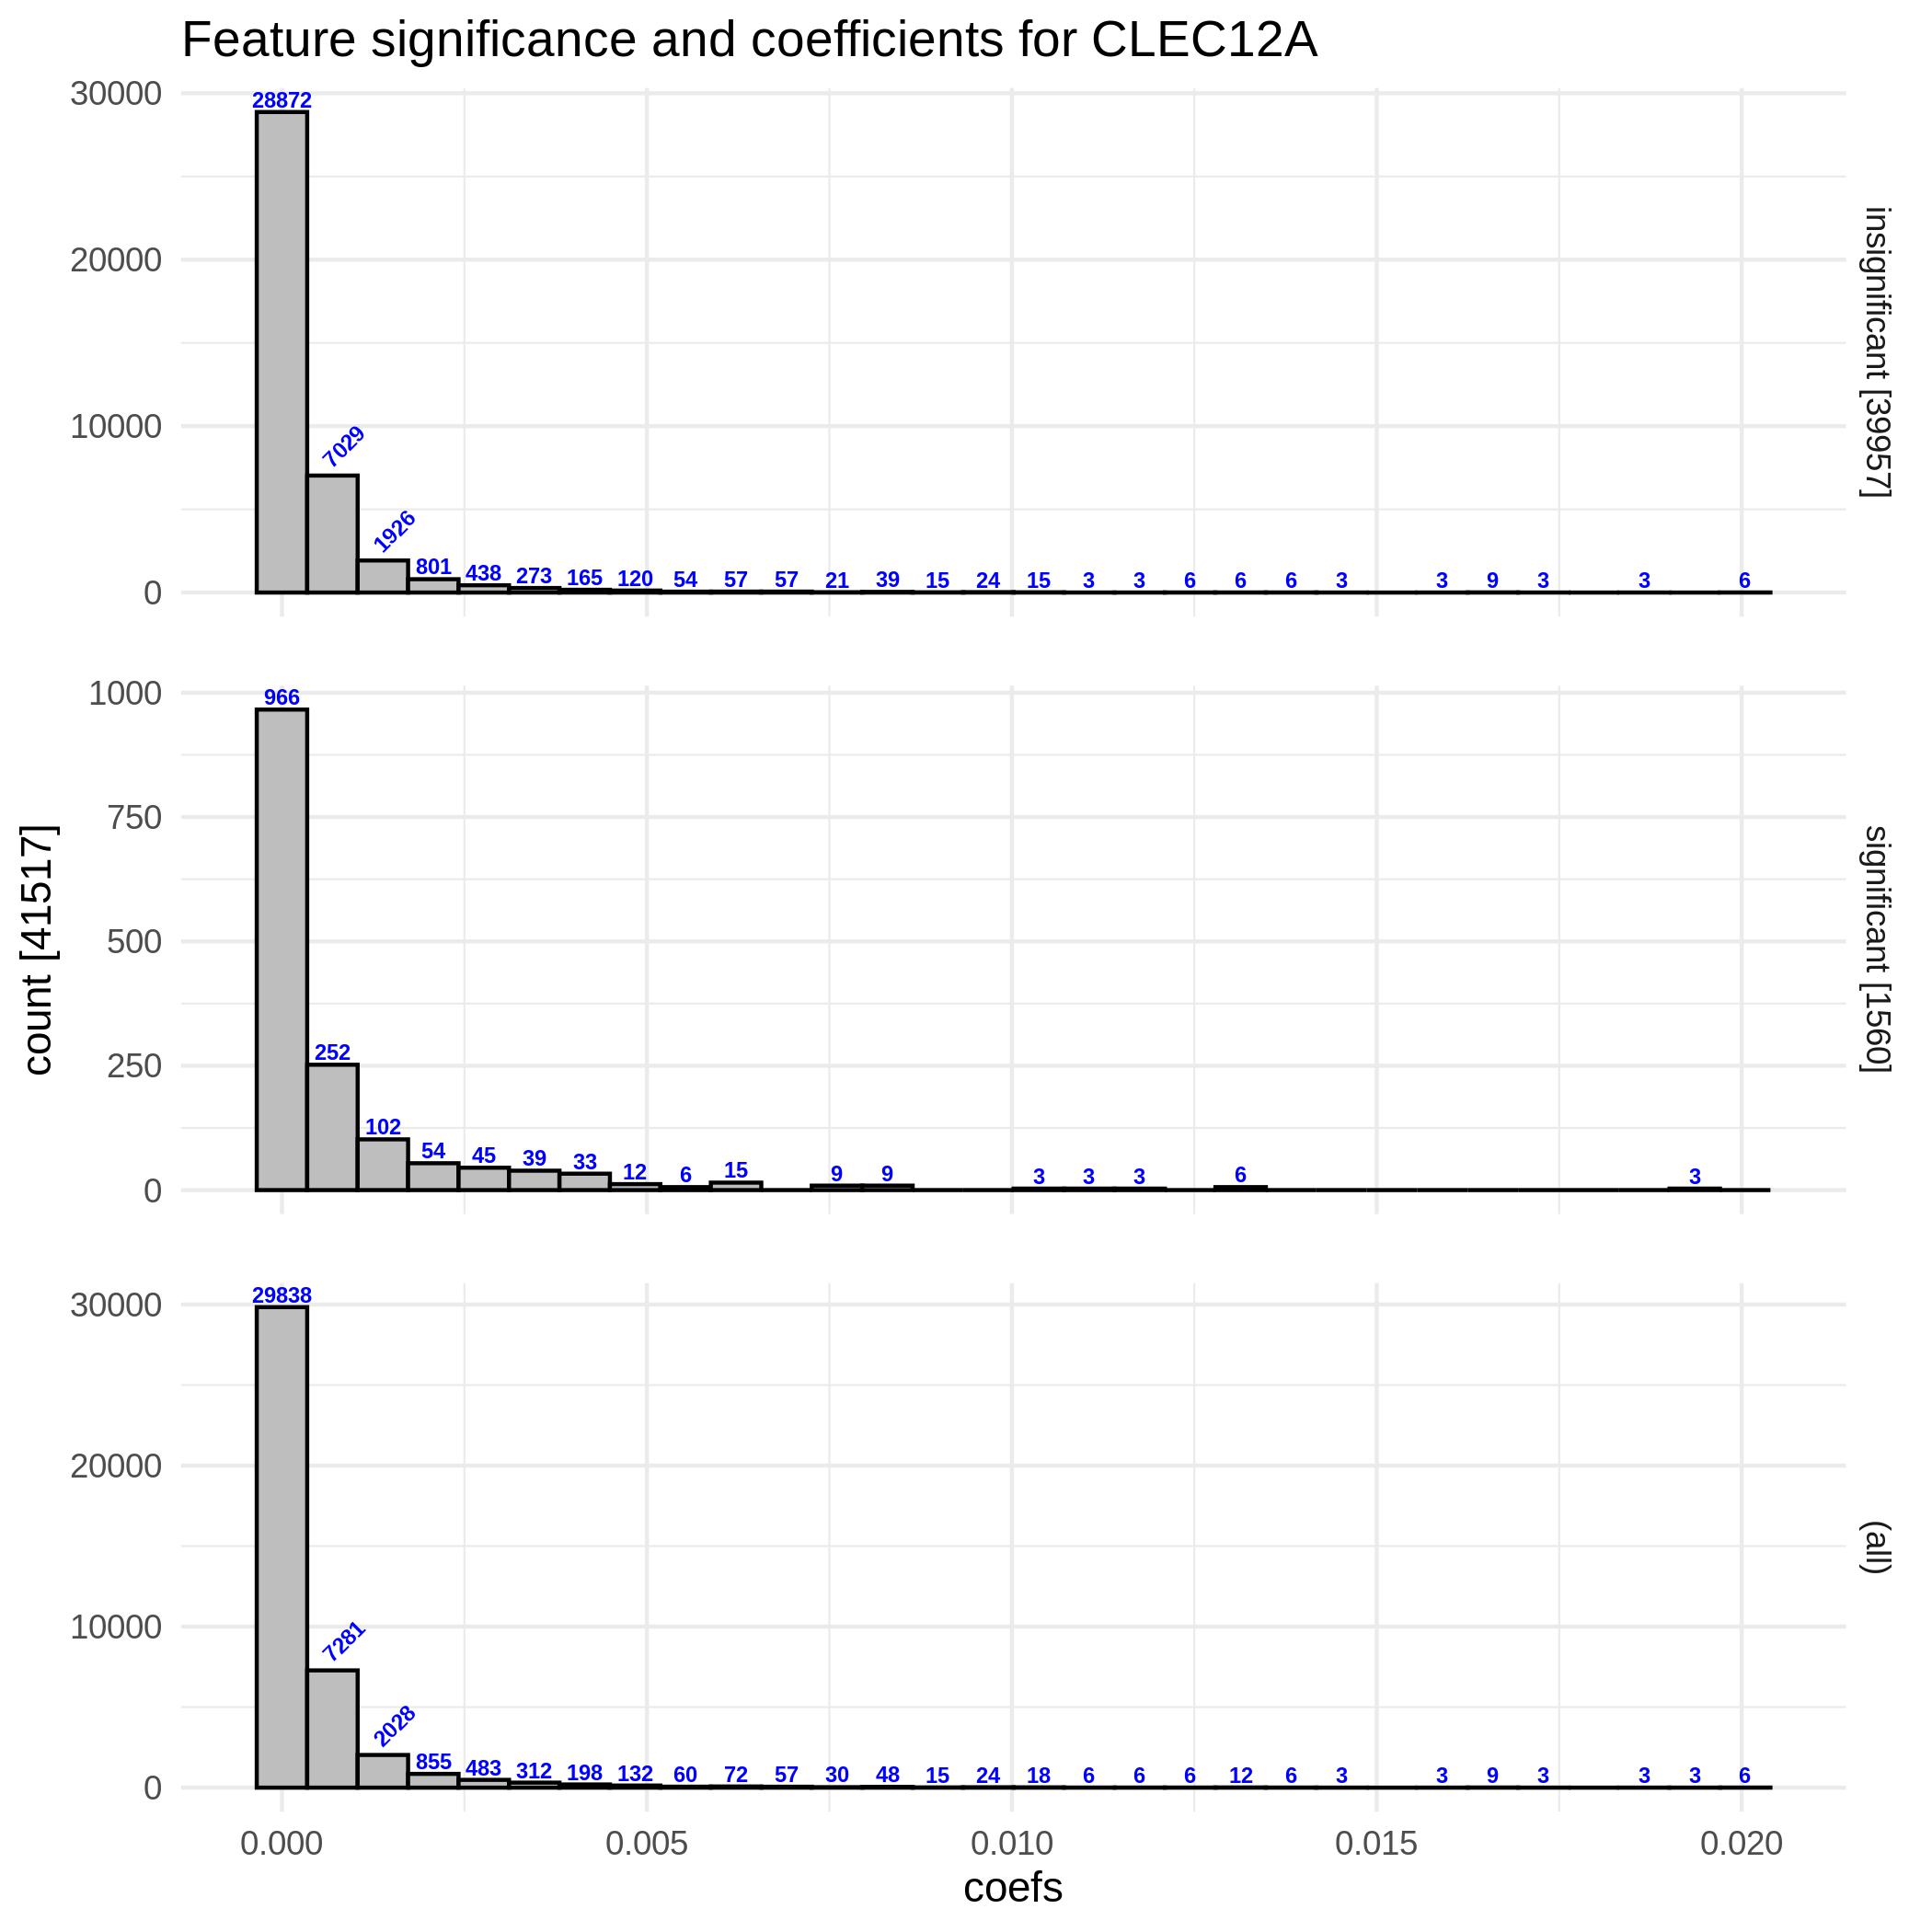 Feature significance and coefficients for CLEC12A
30000
20000
10000
0
28872
7029
1926
801 438 273 165 120 54 57 57 21 39 15 24 15 3 3 6 6 6 3 3 9 3 3 6
insignificant [39957]
count [41517]
1000
750
500
250
0
966
252
102
54 45 39 33 12 6 15 9 9 3 3 3 6 3
significant [1560]
30000
20000
10000
0
29838
7281
2028
855 483 312 198 132 60 72 57 30 48 15 24 18 6 6 6 12 6 3 3 9 3 3 3 6
(all)
0.000 0.005 0.010 0.015 0.020
coefs